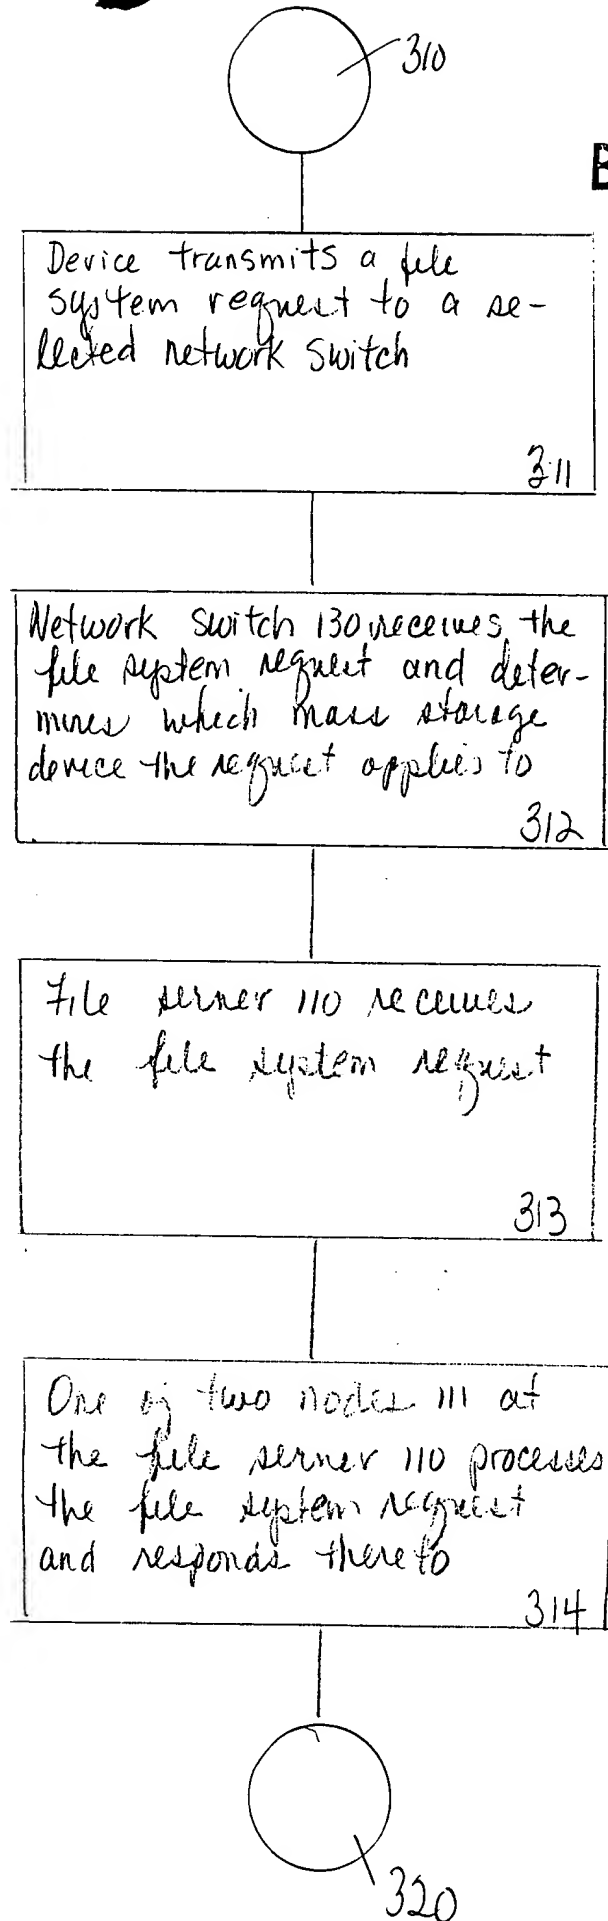 310
B
Device transmits a file
system request to a se-
lected network switch
311
Network switch 130 receives the
file system request and deter-
mines which mass storage
device the request applies to
312
File server 110 receives
the file system request
313
One of two nodes 111 at
the file server 110 processes
the file system request
and responds thereto
314
320